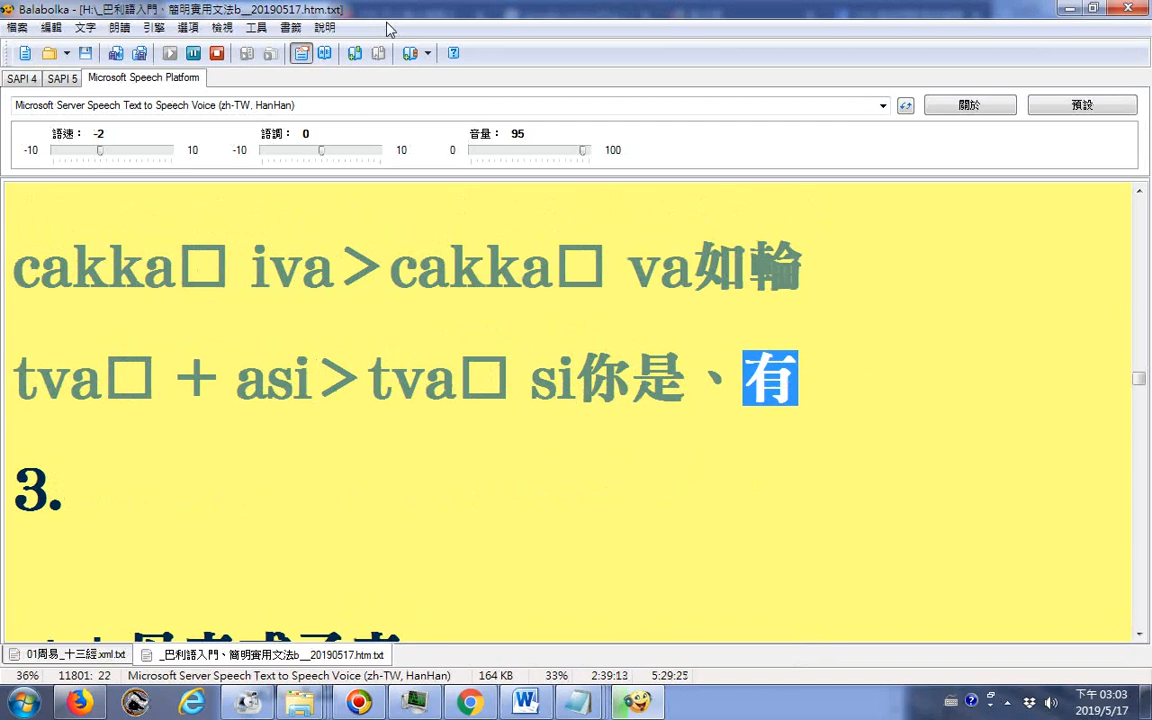 Balabolka - [H:\_巴利語入門、簡明實用文法b__20190517.htm.txt]
檔案 編輯 文字 朗讀 引擎 選項 檢視 工具 書籤 說明
SAPI 4 SAPI 5 Microsoft Speech Platform
Microsoft Server Speech Text to Speech Voice (zh-TW, HanHan) 關於 預設
語速： -2 語調： 0 音量： 95
-10 10 -10 10 0 100
cakka□ iva＞cakka□ va如輪
tva□ ＋ asi＞tva□ si你是、有
3.
01周易_十三經.xml.txt _巴利語入門、簡明實用文法b__20190517.htm.txt
36% 11801: 22 Microsoft Server Speech Text to Speech Voice (zh-TW, HanHan) 164 KB 33% 2:39:13 5:29:25
下午 03:03
2019/5/17